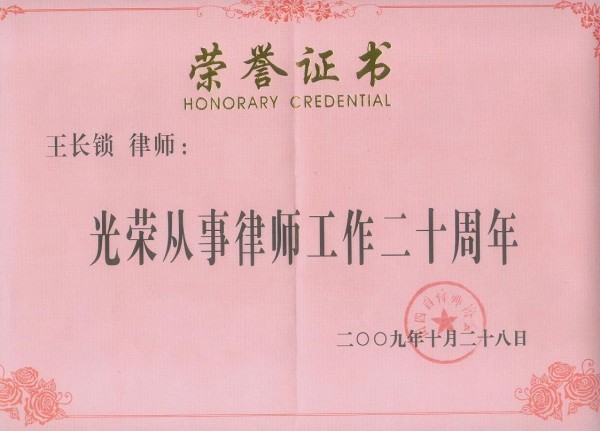 荣誉证书
HONORARY CREDENTIAL
王长锁 律师：
光荣从事律师工作二十周年
二〇〇九年十月二十八日